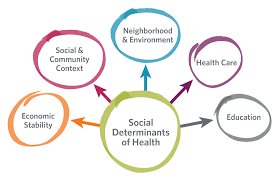 Neighborhood
& Environment
Social &
Community
Context
Health Care
Economic
Stability
Social
Determinants
of Health
Education